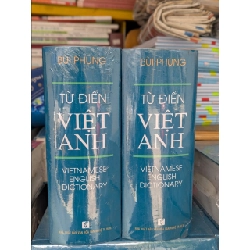 BÙI PHỤNG
TỪ ĐIỂN
VIỆT
ANH
VIETNAMESE
ENGLISH
DICTIONARY
BÙI PHỤNG
TỪ ĐIỂN
VIỆT
ANH
VIETNAMESE
ENGLISH
DICTIONARY